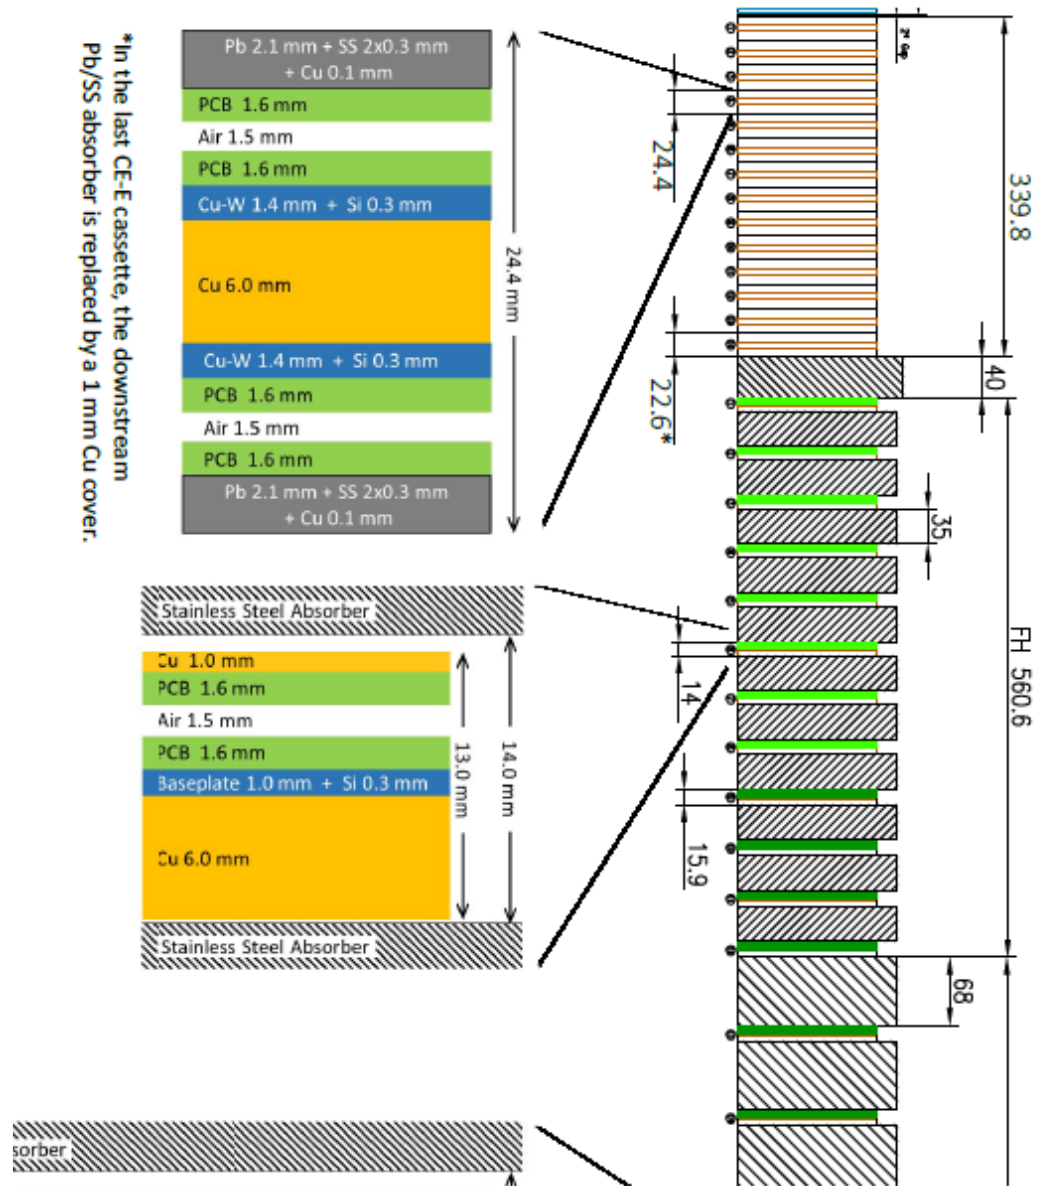 *In the last CE-E cassette, the downstream
Pb/SS absorber is replaced by a 1 mm Cu cover.
Pb 2.1 mm + SS 2x0.3 mm
+ Cu 0.1 mm
PCB 1.6 mm
Air 1.5 mm
PCB 1.6 mm
Cu-W 1.4 mm + Si 0.3 mm
Cu 6.0 mm
Cu-W 1.4 mm + Si 0.3 mm
PCB 1.6 mm
Air 1.5 mm
PCB 1.6 mm
Pb 2.1 mm + SS 2x0.3 mm
+ Cu 0.1 mm
24.4 mm
Stainless Steel Absorber
Cu 1.0 mm
PCB 1.6 mm
Air 1.5 mm
PCB 1.6 mm
Baseplate 1.0 mm + Si 0.3 mm
Cu 6.0 mm
Stainless Steel Absorber
13.0 mm
14.0 mm
sorber
24.4
339.8
22.6*
40
35
14
FH 560.6
15.9
68